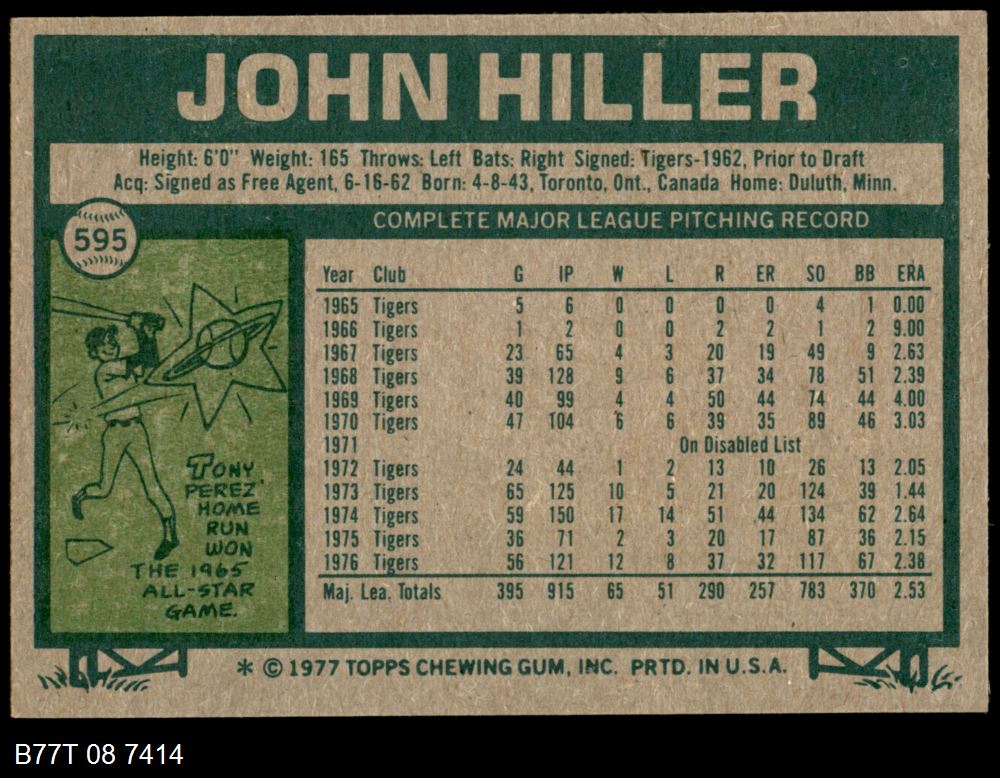 JOHN HILLER
Height: 6'0" Weight: 165 Throws: Left Bats: Right Signed: Tigers-1962, Prior to Draft
Acq: Signed as Free Agent, 6-16-62 Born: 4-8-43, Toronto, Ont., Canada Home: Duluth, Minn.
595
COMPLETE MAJOR LEAGUE PITCHING RECORD
Year Club G IP W L R ER SO BB ERA
1965 Tigers 5 6 0 0 0 0 4 1 0.00
1966 Tigers 1 2 0 0 2 2 1 2 9.00
1967 Tigers 23 65 4 3 20 19 49 9 2.63
1968 Tigers 39 128 9 6 37 34 78 51 2.39
1969 Tigers 40 99 4 4 50 44 74 44 4.00
1970 Tigers 47 104 6 6 39 35 89 46 3.03
1971 On Disabled List
1972 Tigers 24 44 1 2 13 10 26 13 2.05
1973 Tigers 65 125 10 5 21 20 124 39 1.44
1974 Tigers 59 150 17 14 51 44 134 62 2.64
1975 Tigers 36 71 2 3 20 17 87 36 2.15
1976 Tigers 56 121 12 8 37 32 117 67 2.38
Maj. Lea. Totals 395 915 65 51 290 257 783 370 2.53
TONY
PEREZ'
HOME
RUN
WON
THE 1965
ALL-STAR
GAME.
* © 1977 TOPPS CHEWING GUM, INC. PRTD. IN U.S.A.
B77T 08 7414